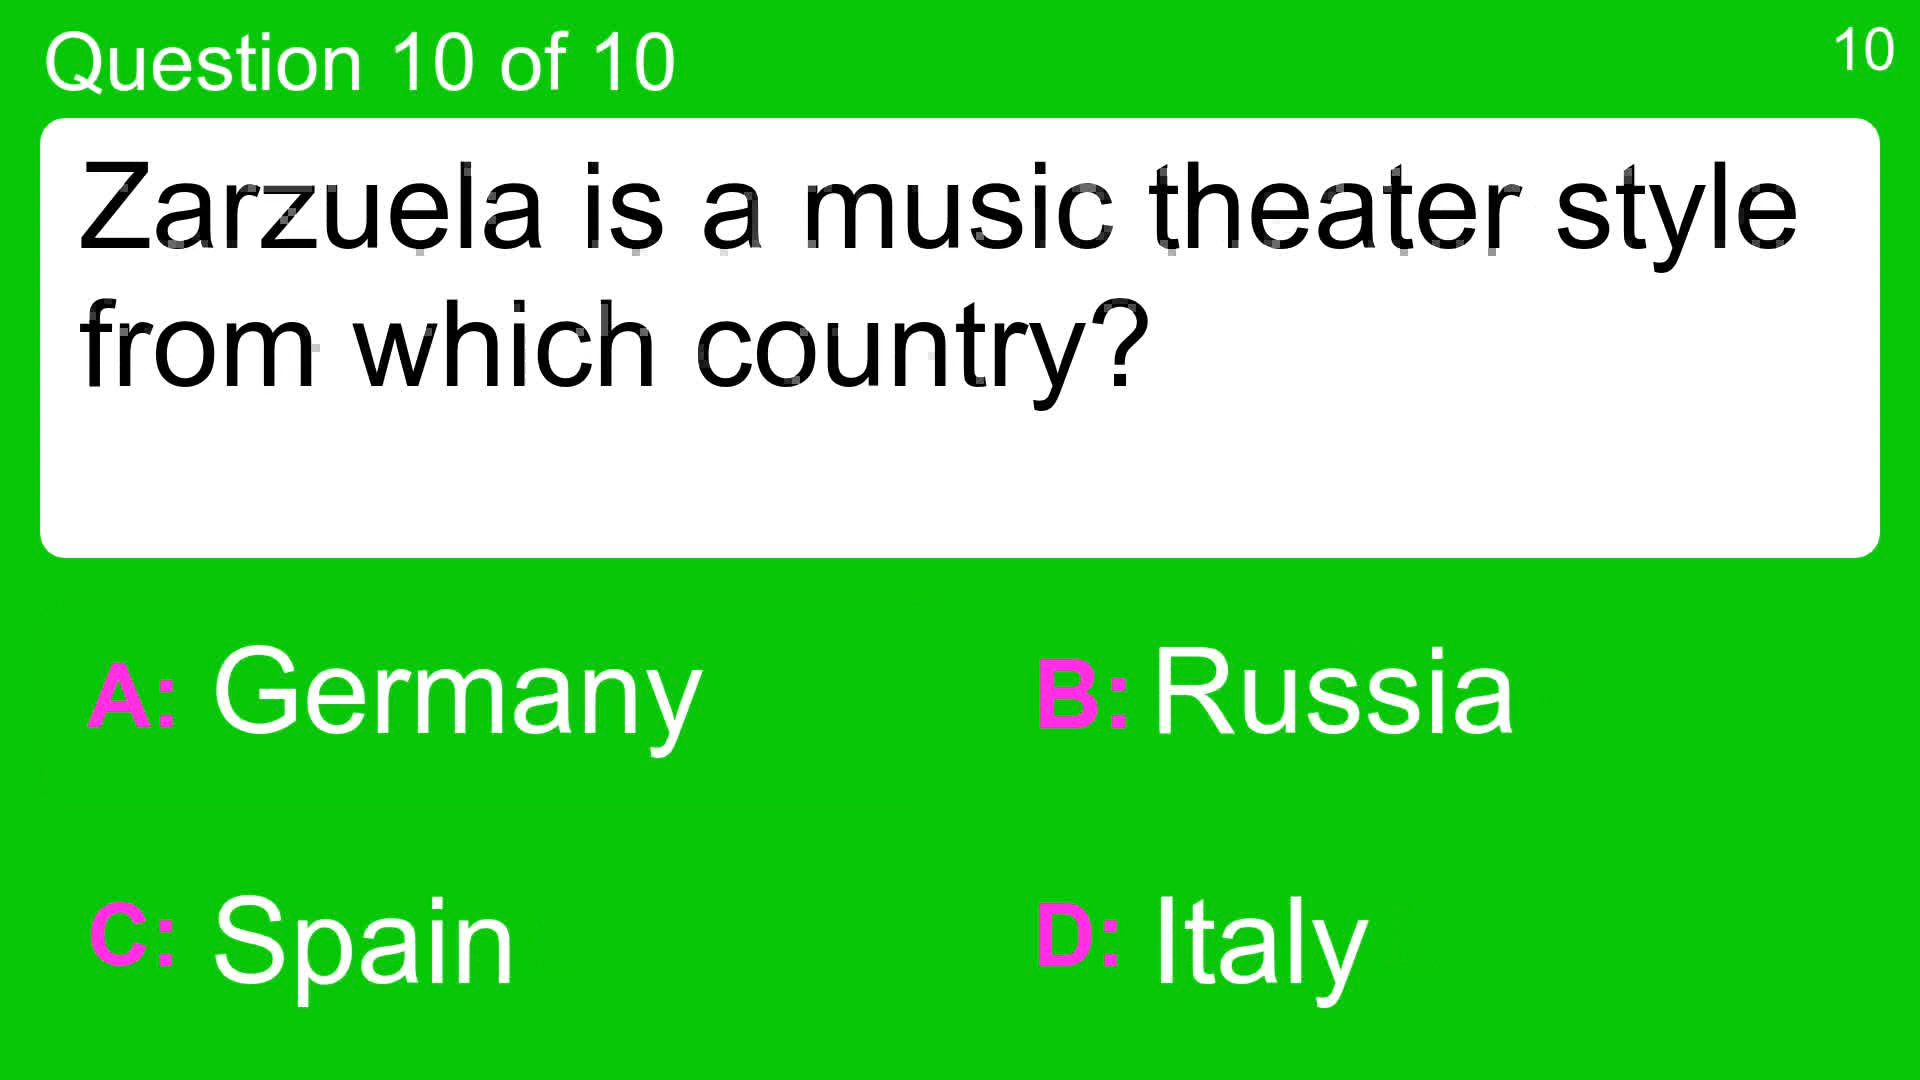 Question 10 of 10
10
Zarzuela is a music theater style
from which country?
A: Germany
B: Russia
C: Spain
D: Italy